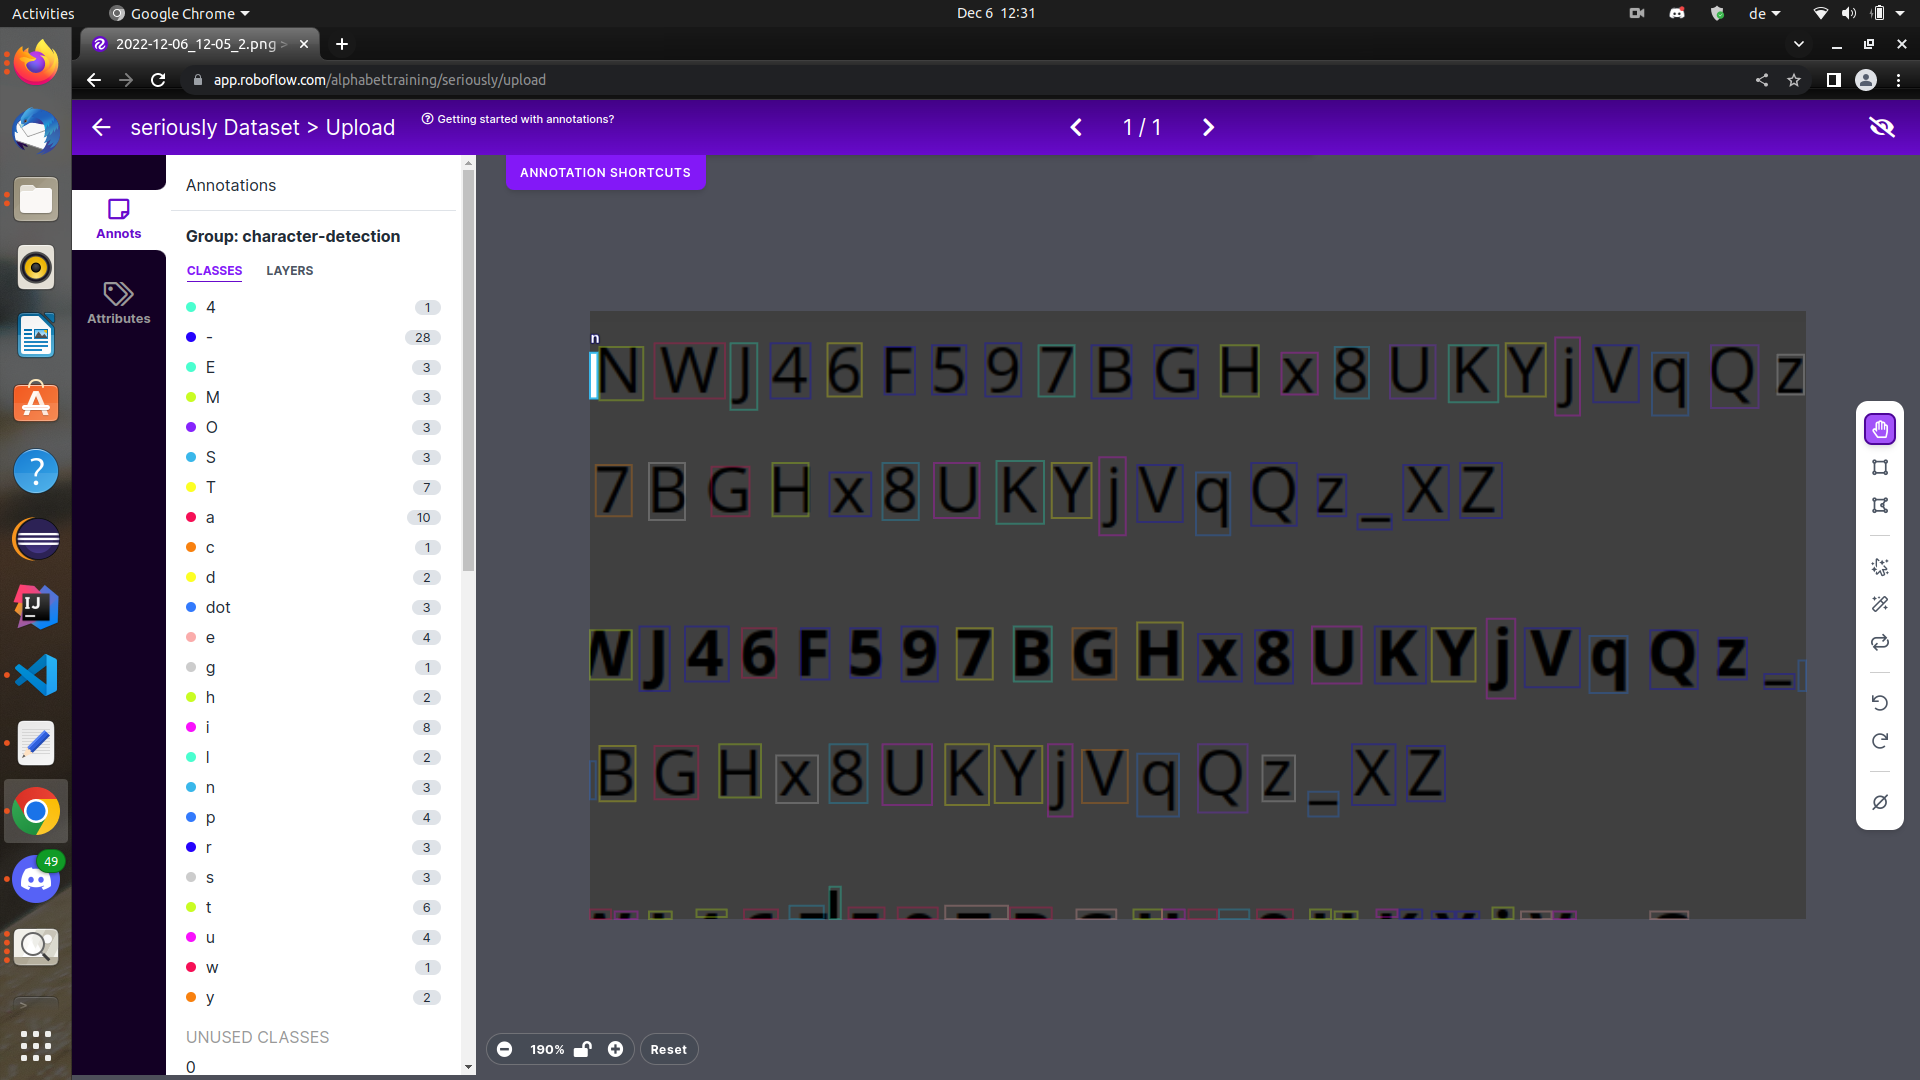 Activities Google Chrome Dec 6 12:31 de
2022-12-06_12-05_2.png >
app.roboflow.com/alphabettraining/seriously/upload
seriously Dataset > Upload Getting started with annotations? 1 / 1
ANNOTATION SHORTCUTS
Annots
Attributes
Annotations
Group: character-detection
CLASSES LAYERS
4 1
- 28
E 3
M 3
O 3
S 3
T 7
a 10
c 1
d 2
dot 3
e 4
g 1
h 2
i 8
l 2
n 3
p 4
r 3
s 3
t 6
u 4
w 1
y 2
UNUSED CLASSES
0
n
N W J 4 6 F 5 9 7 B G H x 8 U K Y j V q Q z
7 B G H x 8 U K Y j V q Q z _ X Z
W J 4 6 F 5 9 7 B G H x 8 U K Y j V q Q z _
B G H x 8 U K Y j V q Q z _ X Z
190% Reset
IJ
49